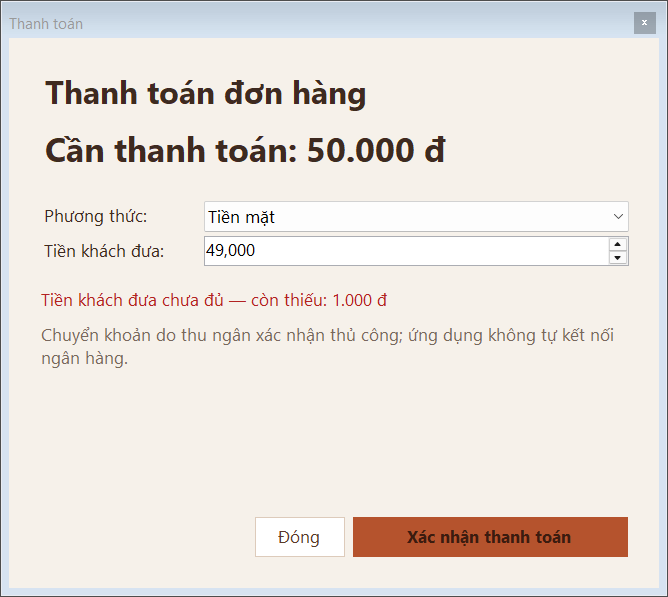 Thanh toán
x
Thanh toán đơn hàng
Cần thanh toán: 50.000 đ
Phương thức: Tiền mặt
Tiền khách đưa: 49,000
Tiền khách đưa chưa đủ — còn thiếu: 1.000 đ
Chuyển khoản do thu ngân xác nhận thủ công; ứng dụng không tự kết nối
ngân hàng.
Đóng Xác nhận thanh toán